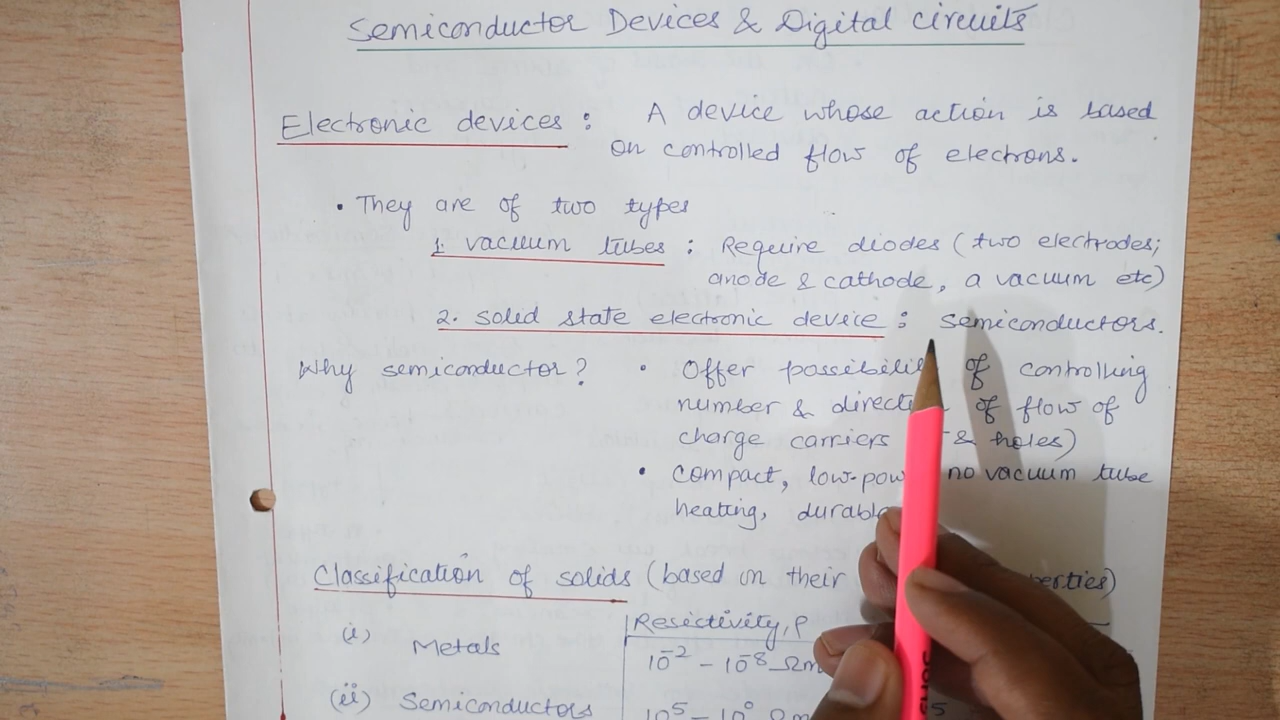 Semiconductor Devices & Digital circuits
Electronic devices : A device whose action is based
on controlled flow of electrons.
• They are of two types
1. vacuum tubes : Require diodes (two electrodes;
anode & cathode, a vacuum etc)
2. solid state electronic device : semiconductors.
Why semiconductor? • Offer possibilit of controlling
number & directi of flow of
charge carriers & holes)
• compact, low-pow no vacuum tube
heating, durable
Classification of solids (based on their
Resistivity, ρ
(i) Metals 10⁻² – 10⁻⁸ Ωm
(ii) Semiconductors